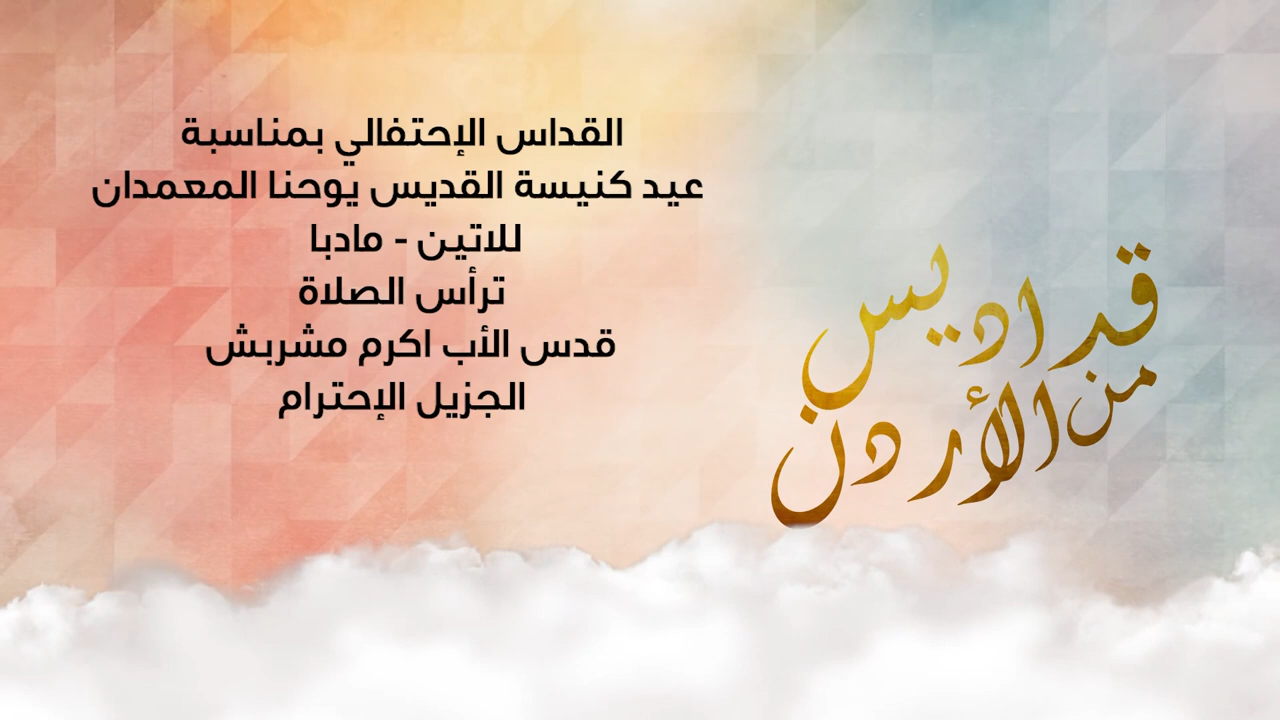 القداس الإحتفالي بمناسبة
عيد كنيسة القديس يوحنا المعمدان
للاتين - مادبا
ترأس الصلاة
قدس الأب اكرم مشربش
الجزيل الإحترام
قداديس
من الأردن